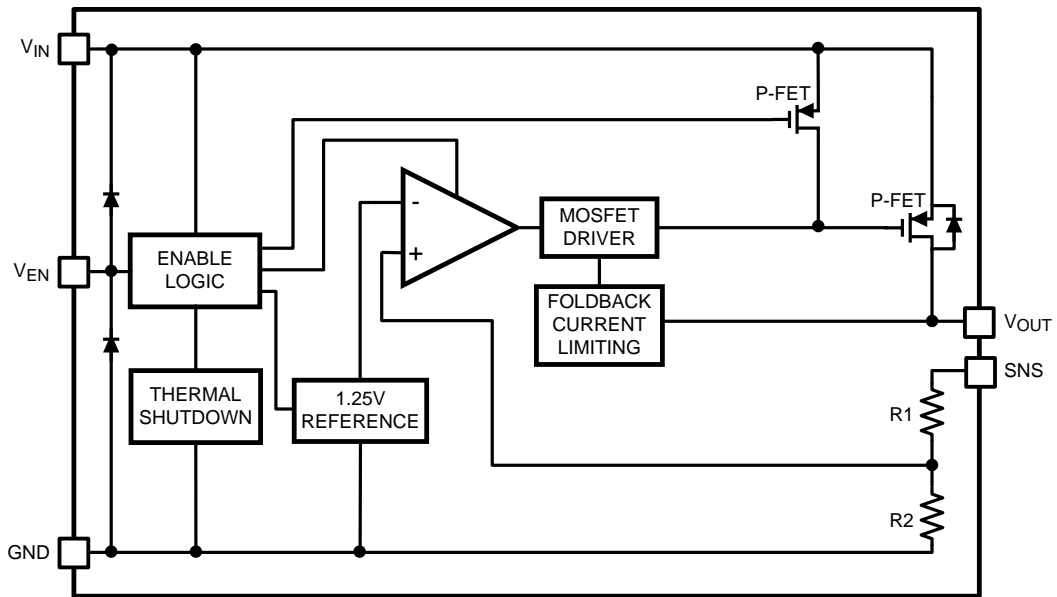 VIN
P-FET
P-FET
-
+
MOSFET
DRIVER
ENABLE
LOGIC
VEN
FOLDBACK
CURRENT
LIMITING
VOUT
SNS
THERMAL
SHUTDOWN
1.25V
REFERENCE
R1
R2
GND